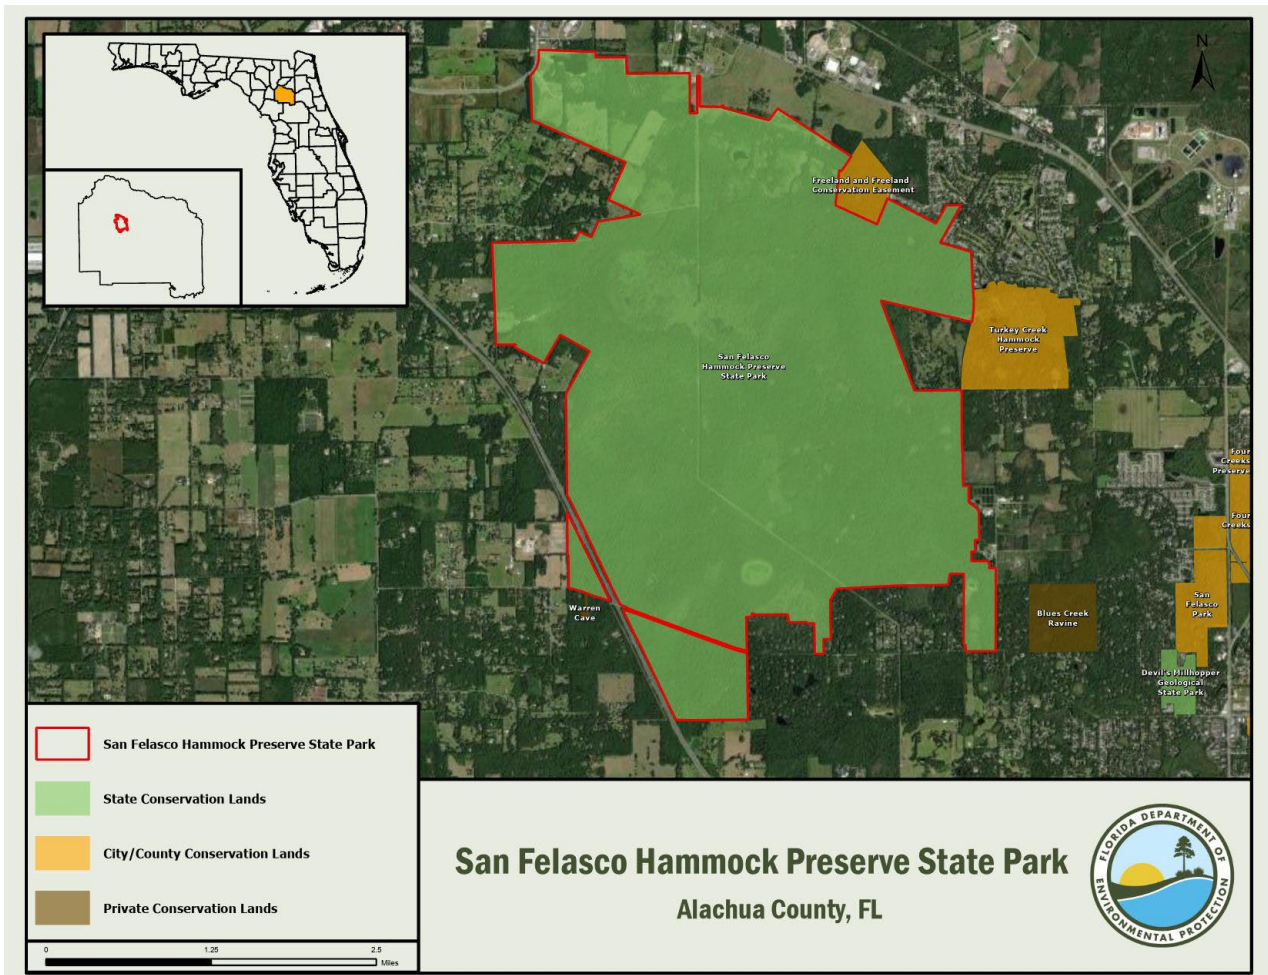 N
Freeland and Freeland
Conservation Easement
Turkey Creek
Hammock
Preserve
San Felasco
Hammock Preserve
State Park
Four
Creeks
Preserve
Four
Creeks
San
Felasco
Park
Warren
Cave
Blues Creek
Ravine
Devil's Millhopper
Geological
State Park
San Felasco Hammock Preserve State Park
State Conservation Lands
City/County Conservation Lands
Private Conservation Lands
0 1.25 2.5
Miles
San Felasco Hammock Preserve State Park
Alachua County, FL
FLORIDA DEPARTMENT OF
ENVIRONMENTAL PROTECTION